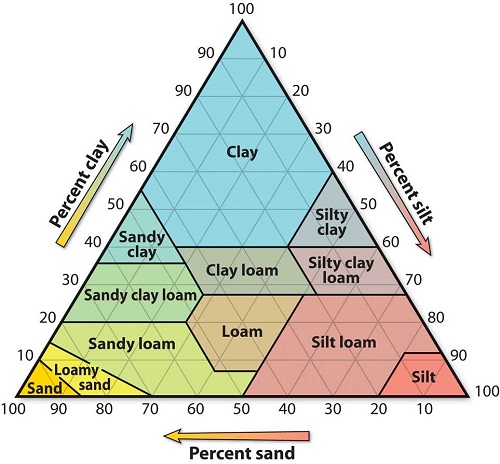 100
90 10
90 20
70 30
Percent clay
Percent silt
Clay
60 40
50 50
Silty
clay
Sandy
clay
40 60
Clay loam
Silty clay
loam
30 70
Sandy clay loam
20 80
Sandy loam
Loam
Silt loam
10 90
Loamy
sand
Sand
Silt
100 90 80 70 60 50 40 30 20 10 100
Percent sand